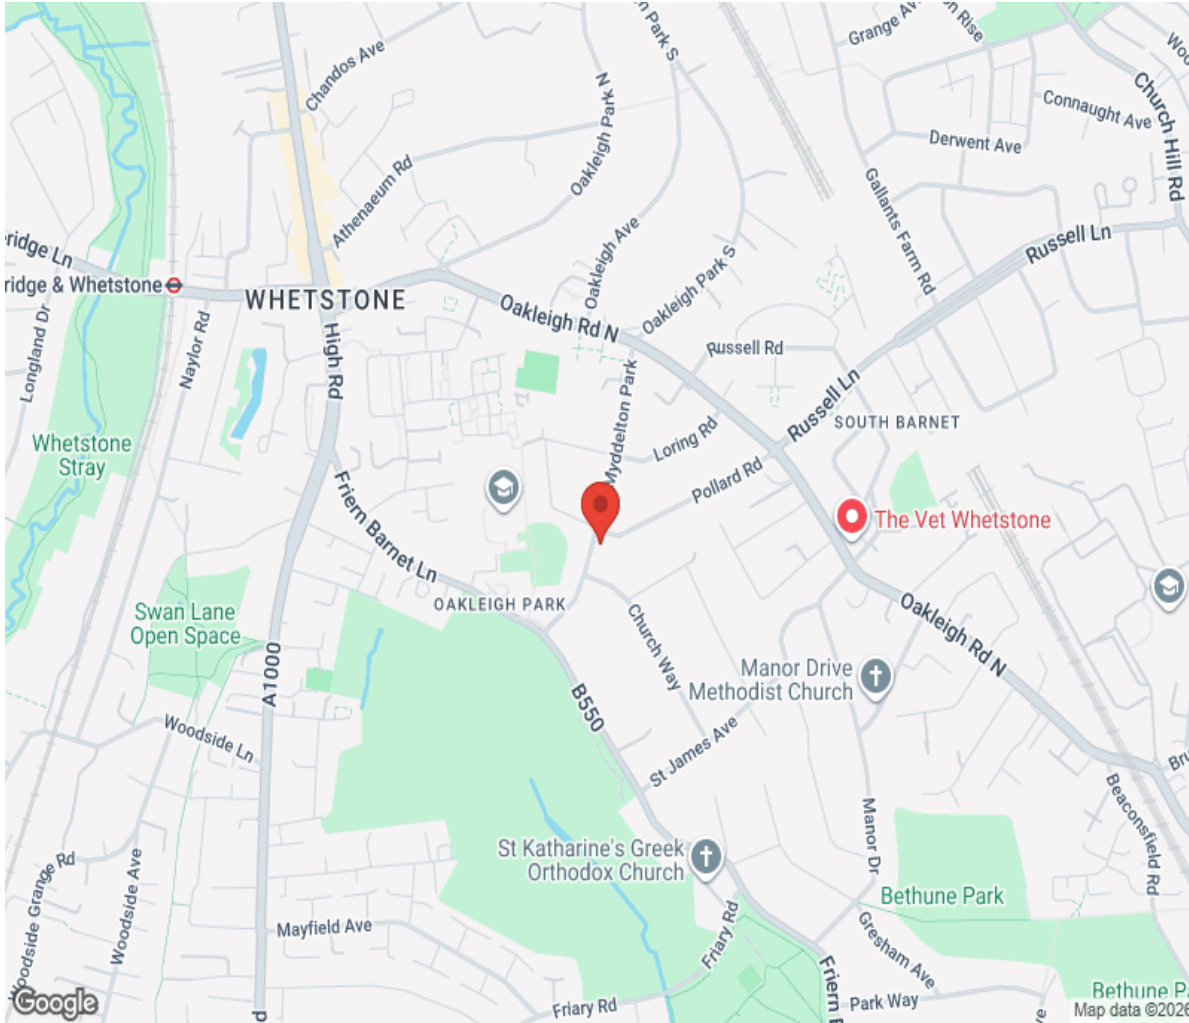 Chandos Ave
Oakleigh Park N
n Park S
Grange Ave
n Rise
Woo
Connaught Ave
Church Hill Rd
Derwent Ave
Athenaeum Rd
Gallants Farm Rd
Russell Ln
ridge Ln
ridge & Whetstone
WHETSTONE
Oakleigh Ave
Oakleigh Park S
Oakleigh Rd N
Longland Dr
Naylor Rd
High Rd
Russell Rd
Myddelton Park
Russell Ln
SOUTH BARNET
Loring Rd
Whetstone
Stray
Pollard Rd
Friern Barnet Ln
The Vet Whetstone
OAKLEIGH PARK
Swan Lane
Open Space
Church Way
Oakleigh Rd N
A1000
Manor Drive
Methodist Church
B550
Woodside Ln
St James Ave
Bru
Beaconsfield Rd
Manor Dr
St Katharine's Greek
Orthodox Church
Woodside Grange Rd
Woodside Ave
Bethune Park
Mayfield Ave
Friary Rd
Gresham Ave
Friern B
Friary Rd
Park Way
Bethune Pa
Google
d
Map data ©2026